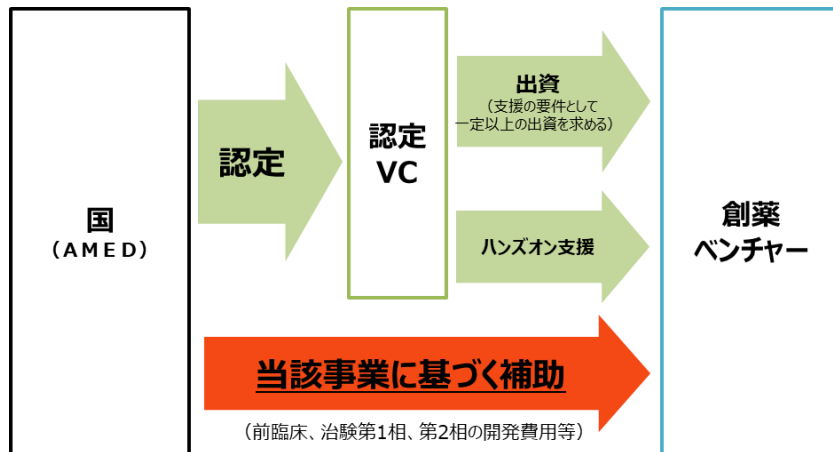 国
（AMED）
認定
認定
VC
出資
（支援の要件として
一定以上の出資を求める）
ハンズオン支援
創薬
ベンチャー
当該事業に基づく補助
（前臨床、治験第1相、第2相の開発費用等）